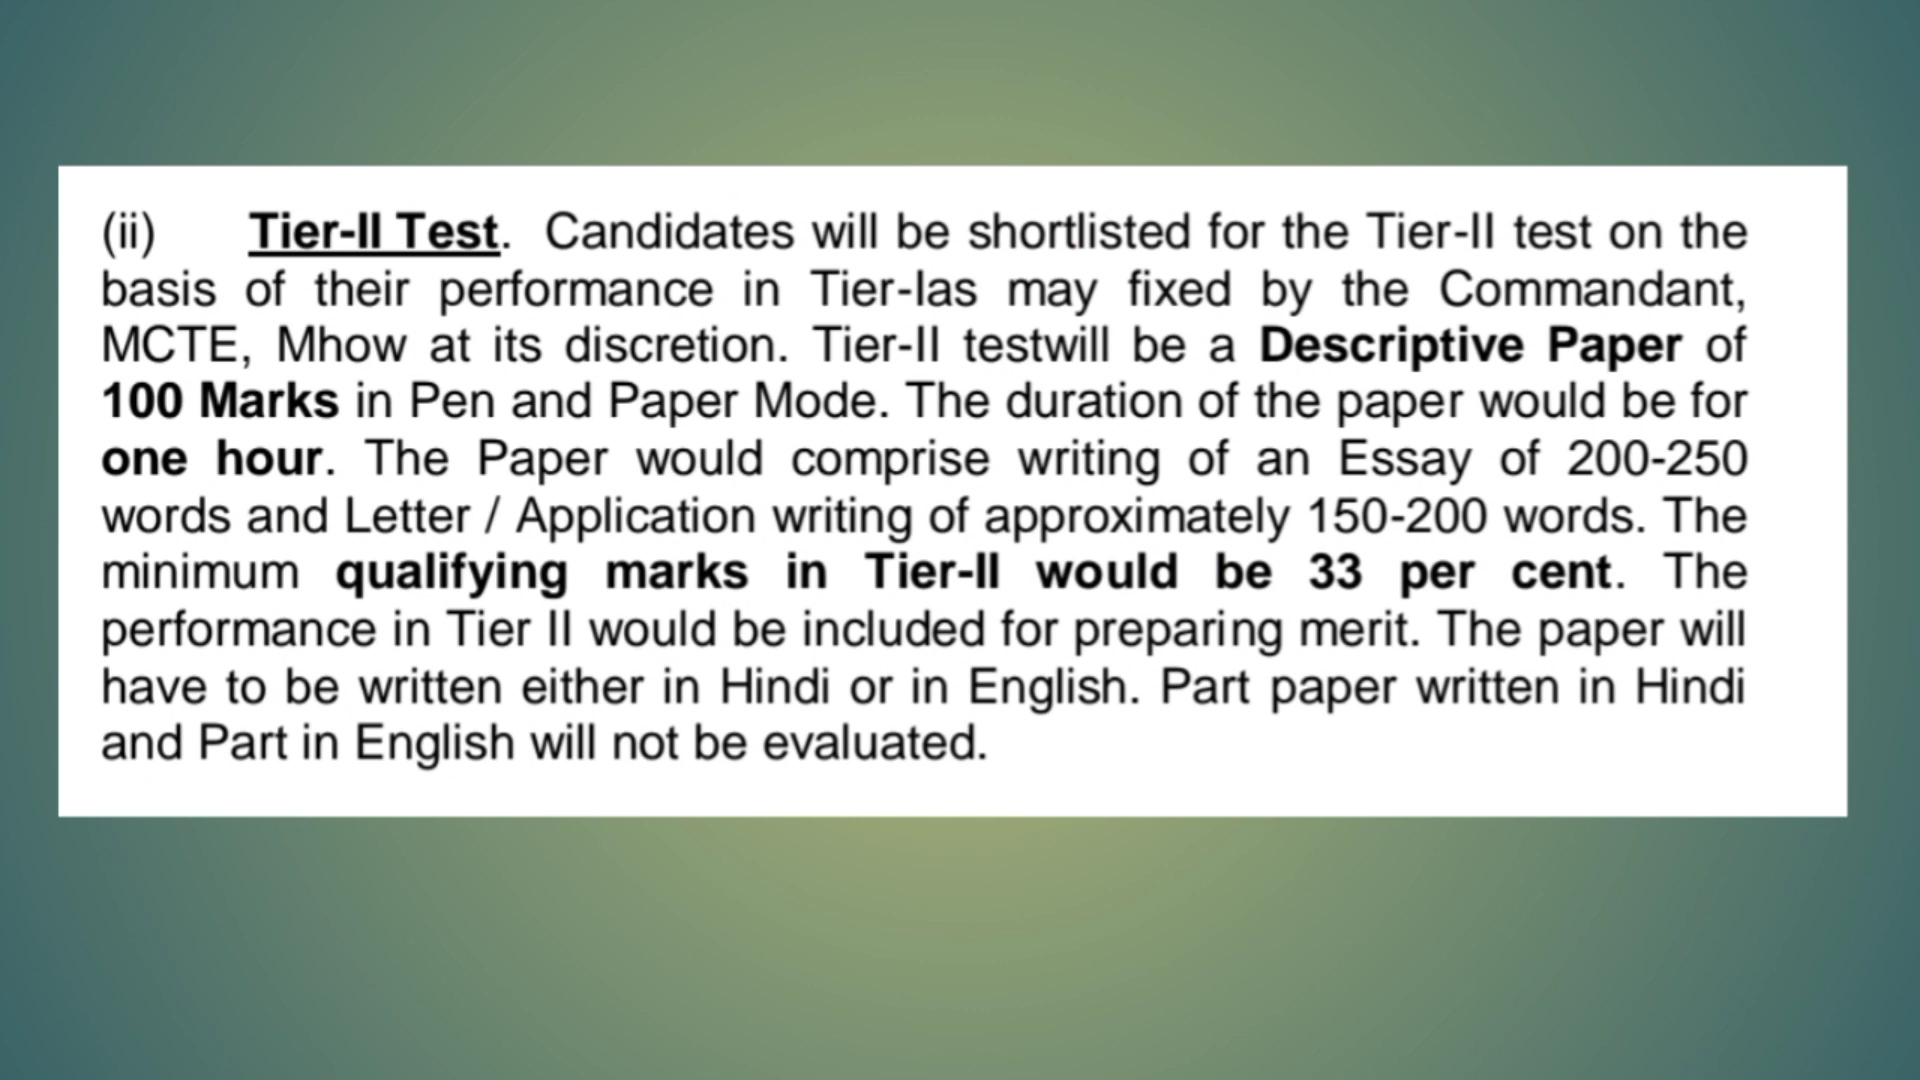 (ii) Tier-II Test. Candidates will be shortlisted for the Tier-II test on the
basis of their performance in Tier-Ias may fixed by the Commandant,
MCTE, Mhow at its discretion. Tier-II testwill be a Descriptive Paper of
100 Marks in Pen and Paper Mode. The duration of the paper would be for
one hour. The Paper would comprise writing of an Essay of 200-250
words and Letter / Application writing of approximately 150-200 words. The
minimum qualifying marks in Tier-II would be 33 per cent. The
performance in Tier II would be included for preparing merit. The paper will
have to be written either in Hindi or in English. Part paper written in Hindi
and Part in English will not be evaluated.